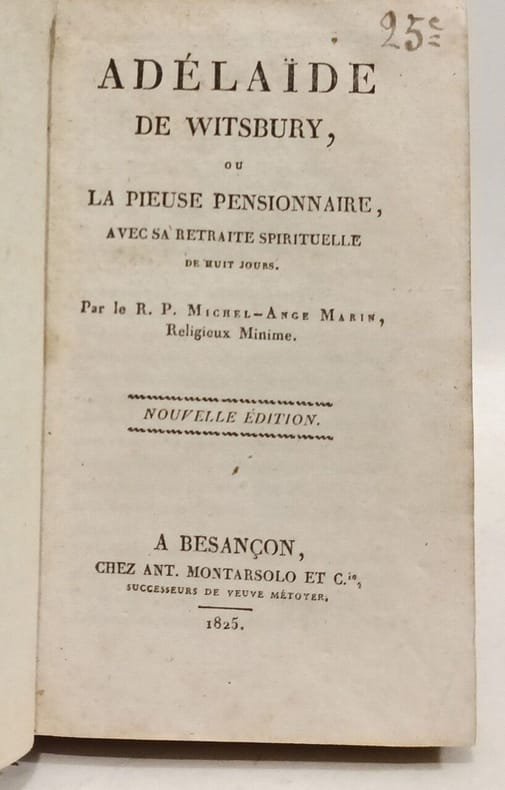 25c
ADÉLAÏDE
DE WITSBURY,
OU
LA PIEUSE PENSIONNAIRE,
AVEC SA RETRAITE SPIRITUELLE
DE HUIT JOURS.
Par le R. P. MICHEL-ANGE MARIN,
Religieux Minime.
NOUVELLE ÉDITION.
A BESANÇON,
CHEZ ANT. MONTARSOLO ET C.ie,
SUCCESSEURS DE VEUVE MÉTOYER,
1825.